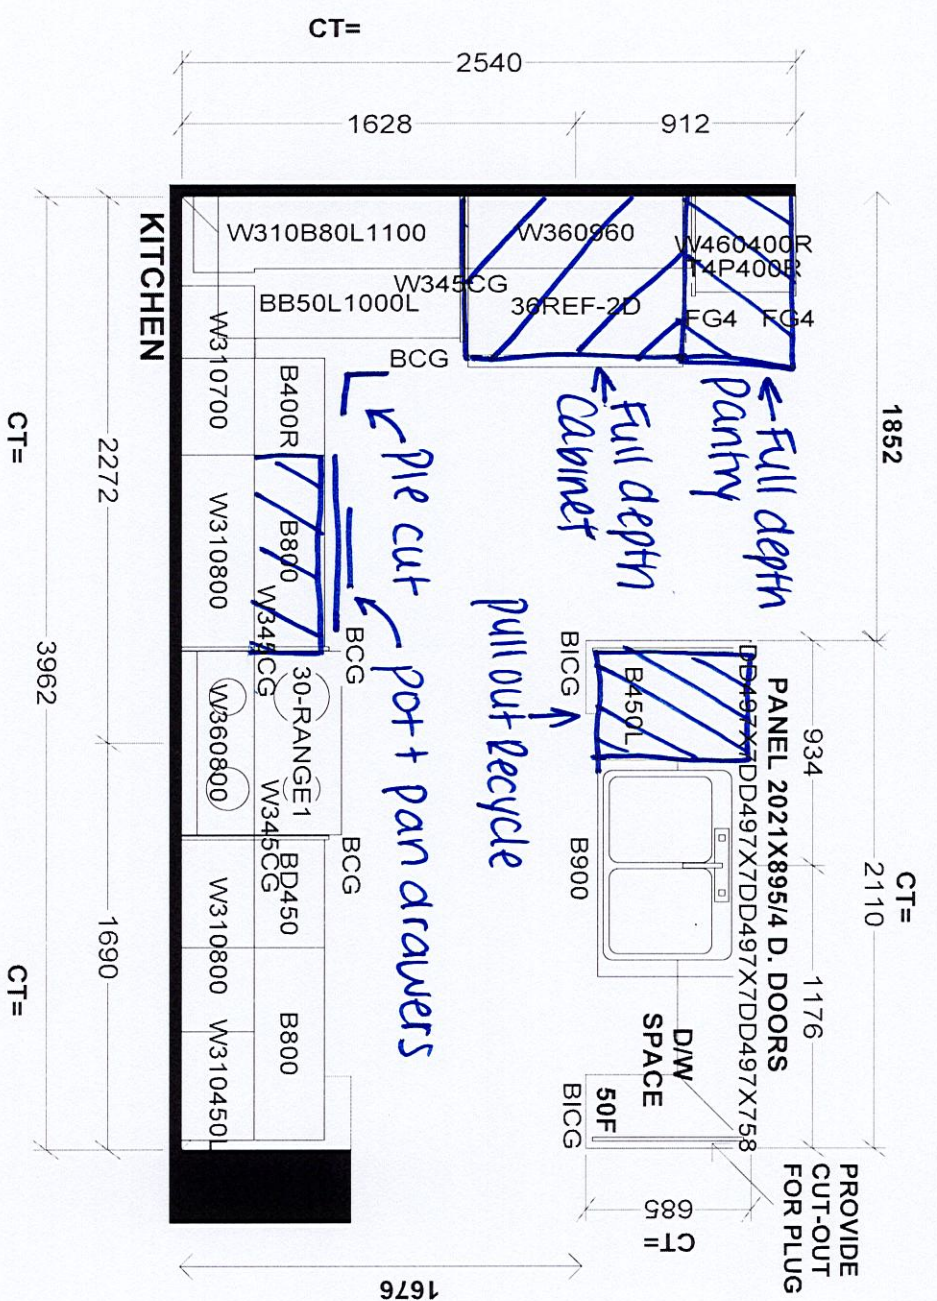 CT=
2540
1628
912
KITCHEN
W310B80L1100
W360960
W460400R
T4P400R
W345CG
BB50L1000L
36REF-2D
FG4
FG4
BCG
W310700
B400R
W310800
B800
W345CG
BCG
30-RANGE1
W360800
W345CG
BD450
BCG
W310800
B800
W310450L
CT=
2272
3962
1690
CT=
1852
← Full depth
pantry
← Full depth
cabinet
← Pie cut
← pot + pan drawers
pull out Recycle
BICG
B450L
B900
DD497X7DD497X7DD497X7DD497X758
PANEL 2021X895/4 D. DOORS
934
1176
2110
CT=
D/W
SPACE
50F
BICG
PROVIDE
CUT-OUT
FOR PLUG
685
CT=
1676